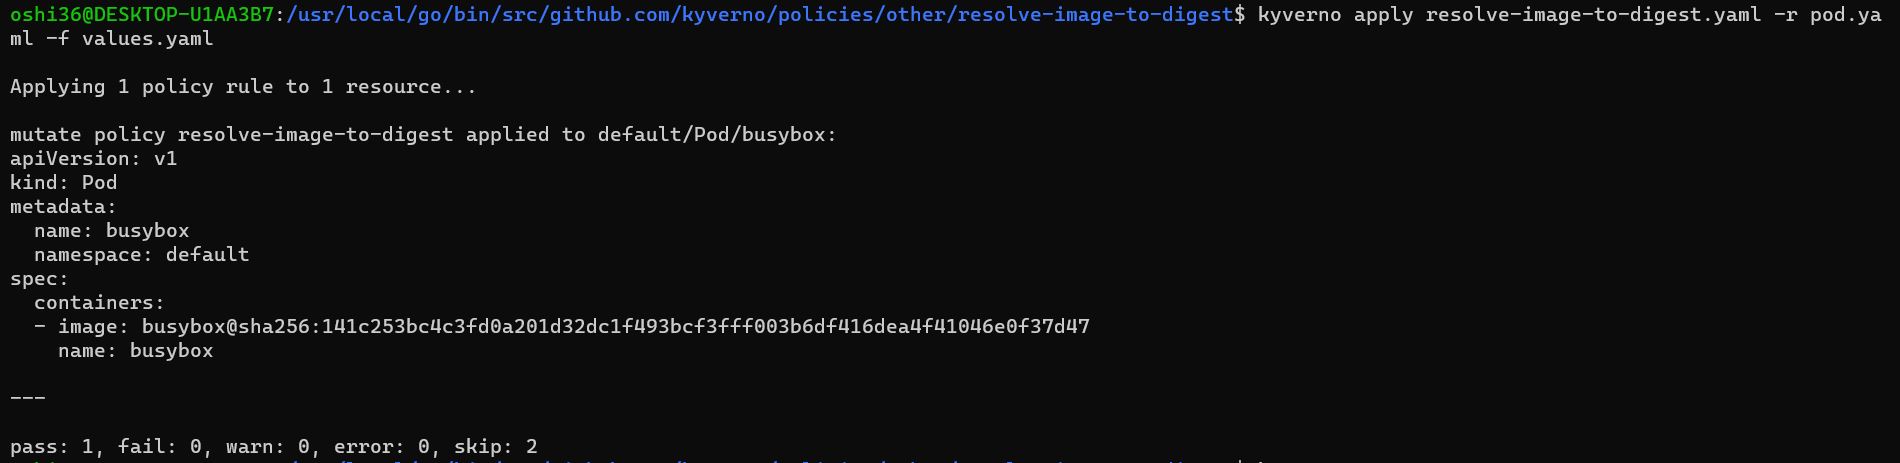 oshi36@DESKTOP-U1AA3B7:/usr/local/go/bin/src/github.com/kyverno/policies/other/resolve-image-to-digest$ kyverno apply resolve-image-to-digest.yaml -r pod.ya
ml -f values.yaml
Applying 1 policy rule to 1 resource...
mutate policy resolve-image-to-digest applied to default/Pod/busybox:
apiVersion: v1
kind: Pod
metadata:
  name: busybox
  namespace: default
spec:
  containers:
  - image: busybox@sha256:141c253bc4c3fd0a201d32dc1f493bcf3fff003b6df416dea4f41046e0f37d47
    name: busybox
---
pass: 1, fail: 0, warn: 0, error: 0, skip: 2